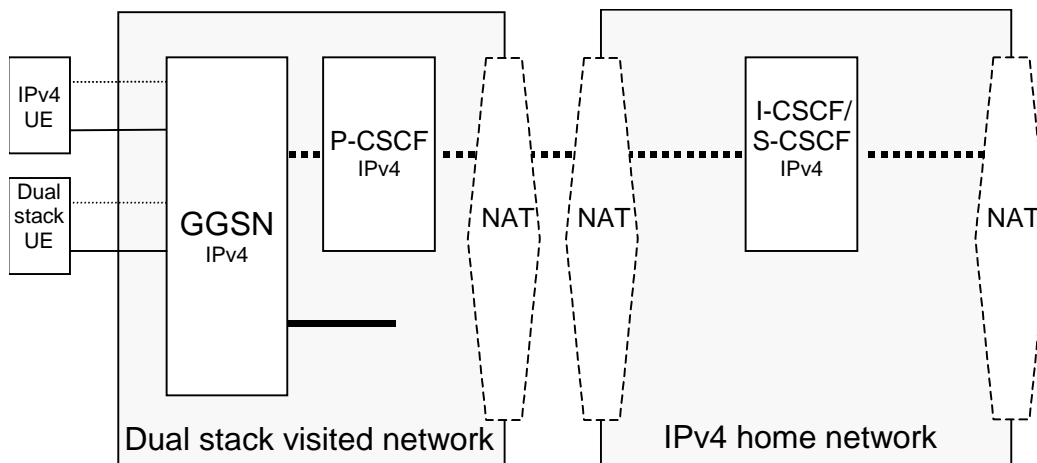 IPv4
UE
Dual
stack
UE
GGSN
IPv4
P-CSCF
IPv4
NAT
NAT
I-CSCF/
S-CSCF
IPv4
NAT
Dual stack visited network
IPv4 home network